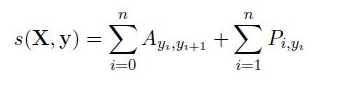 s(X, y) = \sum_{i=0}^{n} A_{y_i, y_{i+1}} + \sum_{i=1}^{n} P_{i, y_i}